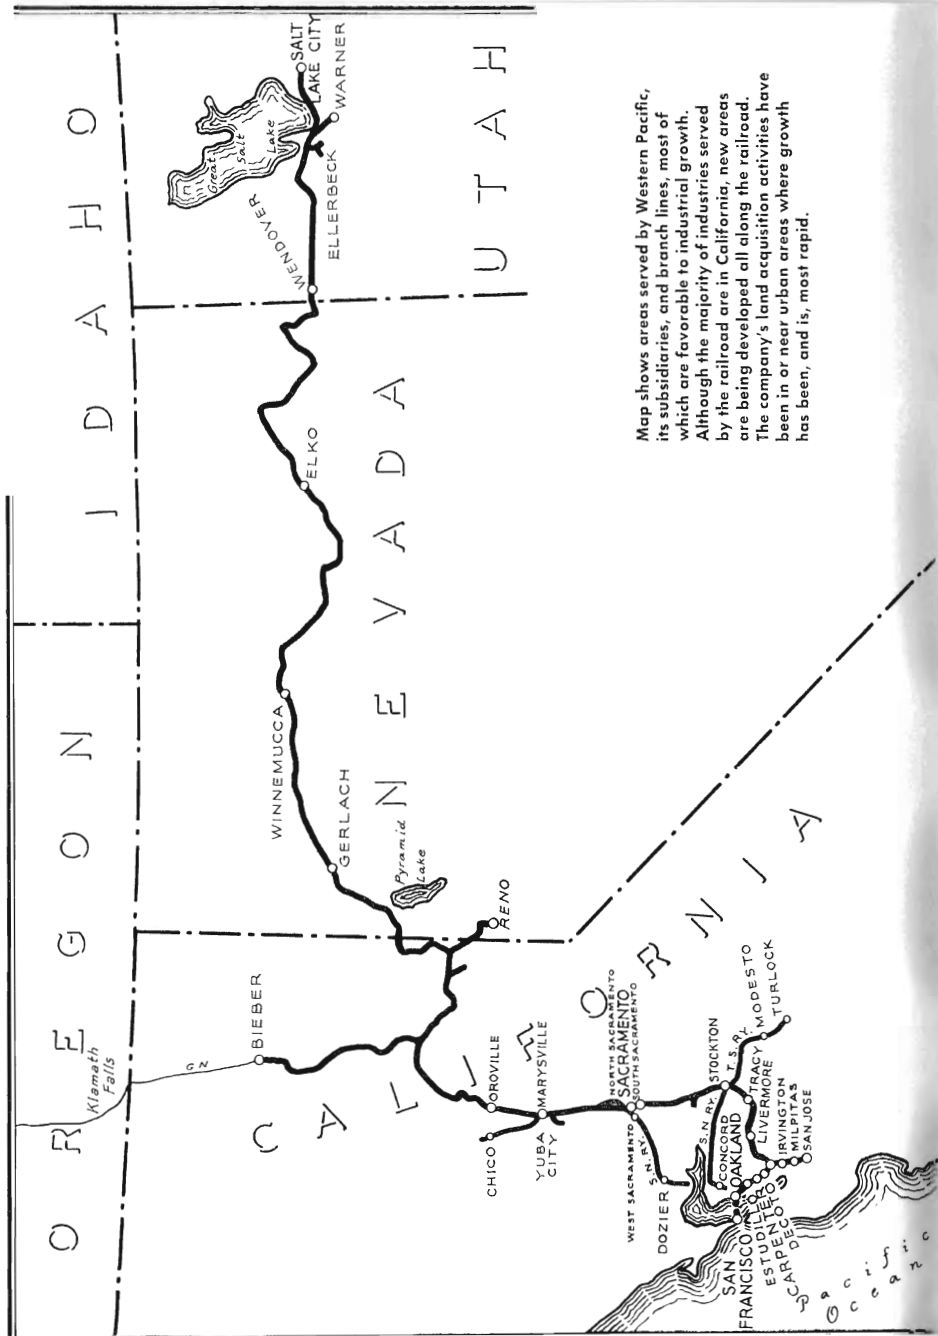 OREGON
IDAHO
Klamath
Falls
GN
BIEBER
CALIFORNIA
NEVADA
UTAH
WINNEMUCCA
GERLACH
Pyramid
Lake
RENO
ELKO
WENDOVER
Great
Salt
Lake
SALT
LAKE CITY
WARNER
ELLERBECK
OROVILLE
CHICO
MARYSVILLE
YUBA
CITY
NORTH SACRAMENTO
SACRAMENTO
SOUTH SACRAMENTO
WEST SACRAMENTO
S.N.RY.
DOZIER
STOCKTON
S.N.RY.
CONCORD
OAKLAND
T.S.RY.
MODESTO
TURLOCK
TRACY
LIVERMORE
IRVINGTON
MILPITAS
SAN JOSE
SAN
FRANCISCO
ESTUDILLO
CARPENTER
DECOTO
Pacific
Ocean
Map shows areas served by Western Pacific,
its subsidiaries, and branch lines, most of
which are favorable to industrial growth.
Although the majority of industries served
by the railroad are in California, new areas
are being developed all along the railroad.
The company's land acquisition activities have
been in or near urban areas where growth
has been, and is, most rapid.